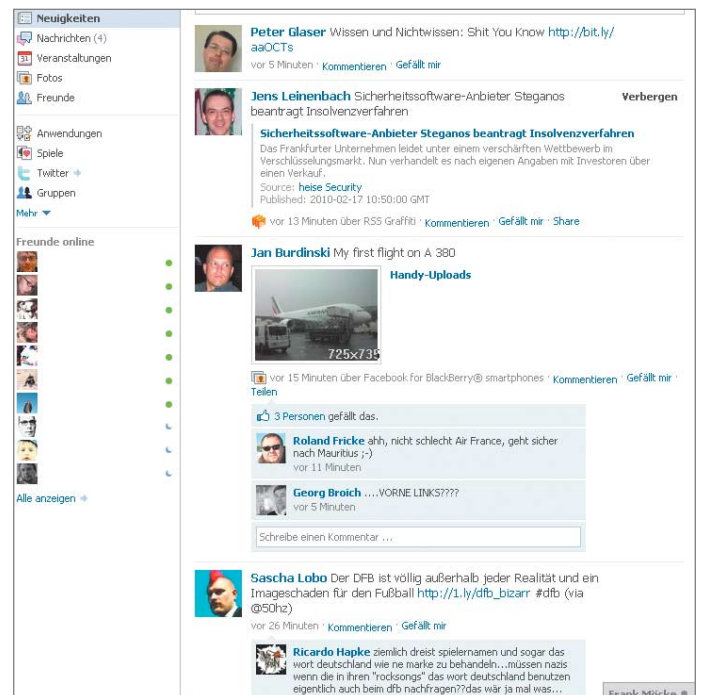 Neuigkeiten
Nachrichten (4)
31 Veranstaltungen
Fotos
Freunde
Anwendungen
Spiele
Twitter
Gruppen
Mehr
Freunde online
Alle anzeigen
Peter Glaser Wissen und Nichtwissen: Shit You Know http://bit.ly/
aaOCTs
vor 5 Minuten · Kommentieren · Gefällt mir
Jens Leinenbach Sicherheitssoftware-Anbieter Steganos
beantragt Insolvenzverfahren
Verbergen
Sicherheitssoftware-Anbieter Steganos beantragt Insolvenzverfahren
Das Frankfurter Unternehmen leidet unter einem verschärften Wettbewerb im
Verschlüsselungsmarkt. Nun verhandelt es nach eigenen Angaben mit Investoren über
einen Verkauf.
Source: heise Security
Published: 2010-02-17 10:50:00 GMT
vor 13 Minuten über RSS Graffiti · Kommentieren · Gefällt mir · Share
Jan Burdinski My first flight on A 380
Handy-Uploads
725x735
vor 15 Minuten über Facebook for BlackBerry® smartphones · Kommentieren · Gefällt mir ·
Teilen
3 Personen gefällt das.
Roland Fricke ahh, nicht schlecht Air France, geht sicher
nach Mauritius ;-)
vor 11 Minuten
Georg Broich ....VORNE LINKS????
vor 5 Minuten
Schreibe einen Kommentar ...
Sascha Lobo Der DFB ist völlig außerhalb jeder Realität und ein
Imageschaden für den Fußball http://1.ly/dfb_bizarr #dfb (via
@50hz)
vor 26 Minuten · Kommentieren · Gefällt mir
Ricardo Hapke ziemlich dreist spielernamen und sogar das
wort deutschland wie ne marke zu behandeln...müssen nazis
wenn die in ihren "rocksongs" das wort deutschland benutzen
eigentlich auch beim dfb nachfragen??das wär ja mal was...
Frank Möcke